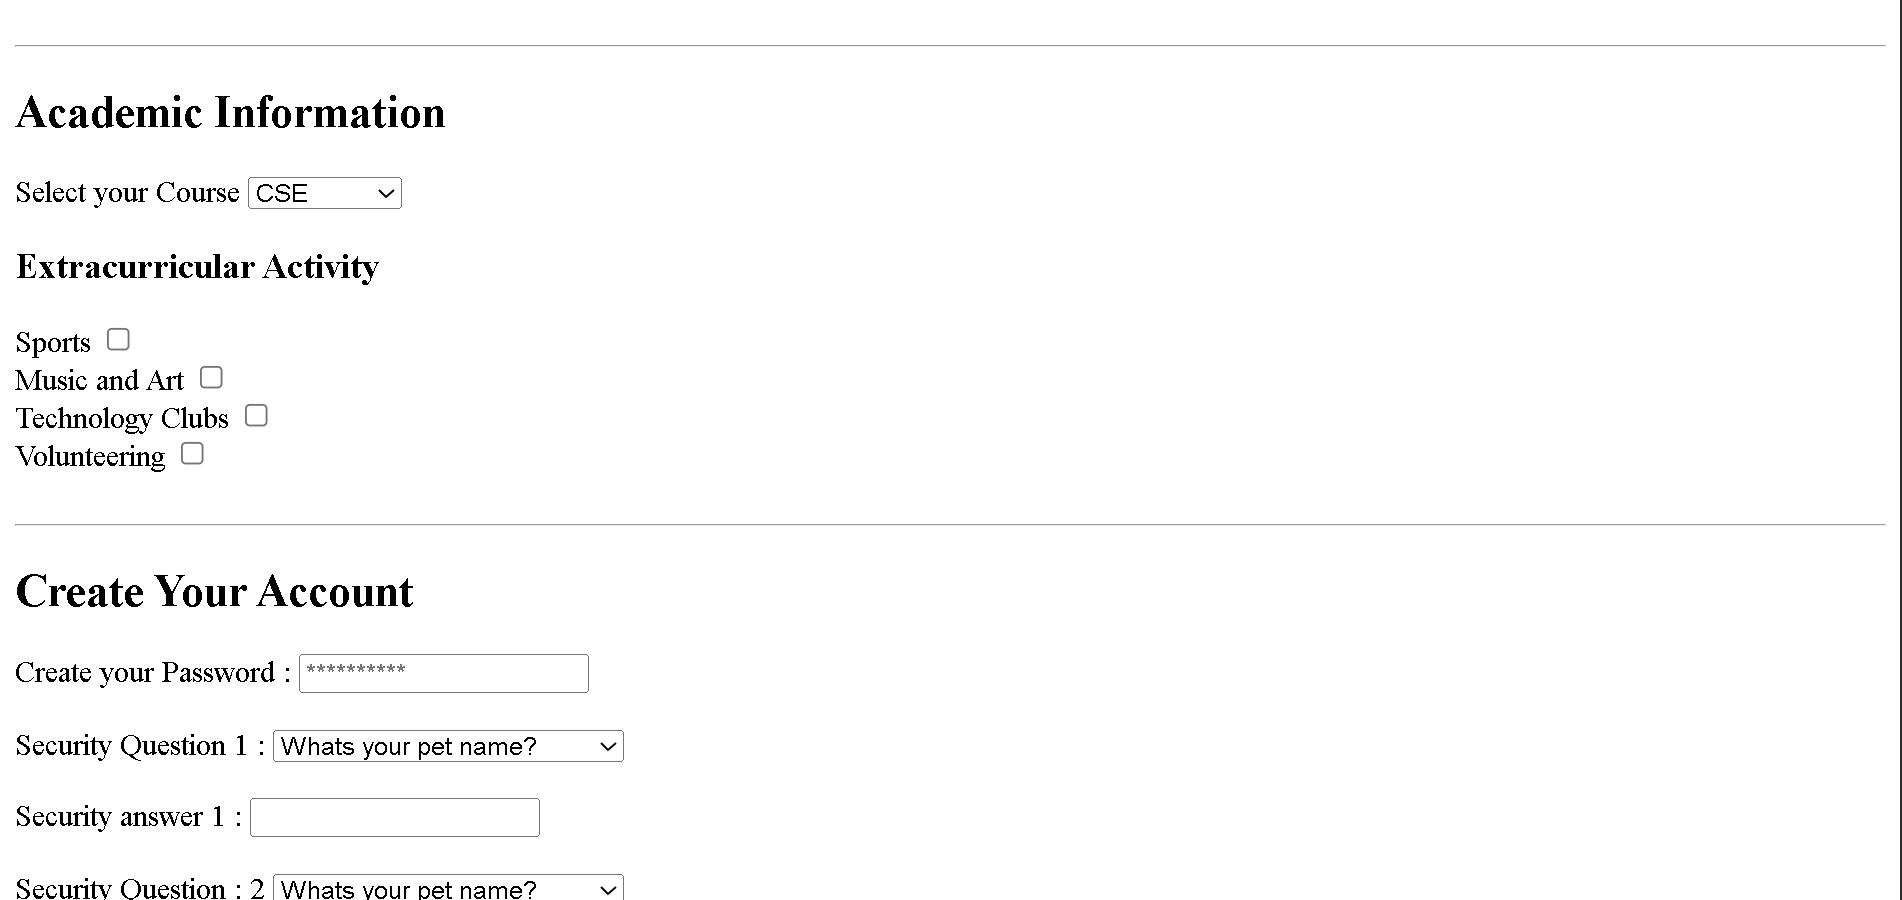 Academic Information
Select your Course CSE
Extracurricular Activity
Sports
Music and Art
Technology Clubs
Volunteering
Create Your Account
Create your Password : **********
Security Question 1 : Whats your pet name?
Security answer 1 :
Security Question : 2 Whats your pet name?